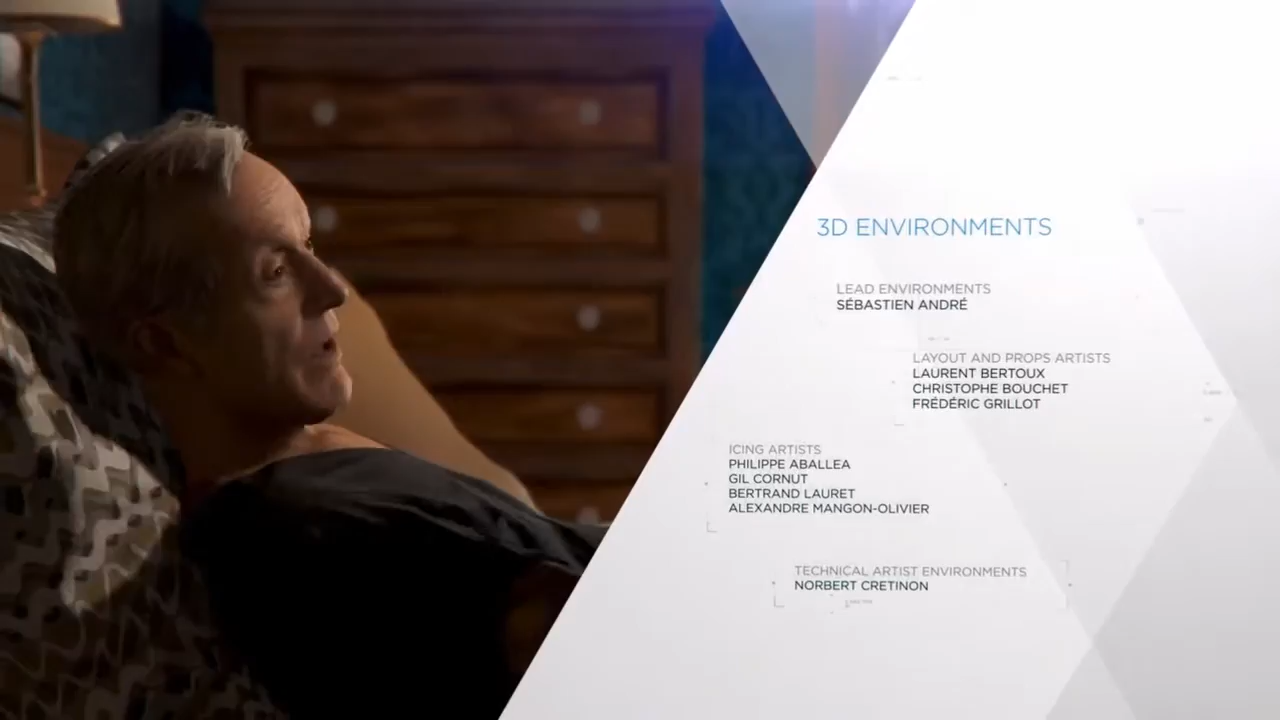 3D ENVIRONMENTS
LEAD ENVIRONMENTS
SÉBASTIEN ANDRÉ
LAYOUT AND PROPS ARTISTS
LAURENT BERTOUX
CHRISTOPHE BOUCHET
FRÉDÉRIC GRILLOT
ICING ARTISTS
PHILIPPE ABALLEA
GIL CORNUT
BERTRAND LAURET
ALEXANDRE MANGON-OLIVIER
TECHNICAL ARTIST ENVIRONMENTS
NORBERT CRETINON